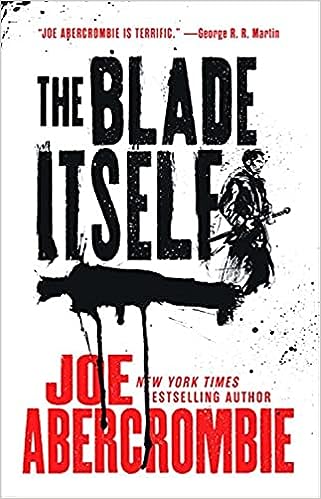 "JOE ABERCROMBIE IS TERRIFIC." —George R. R. Martin
THE BLADE
ITSELF
JOE
NEW YORK TIMES
BESTSELLING AUTHOR
ABERCROMBIE